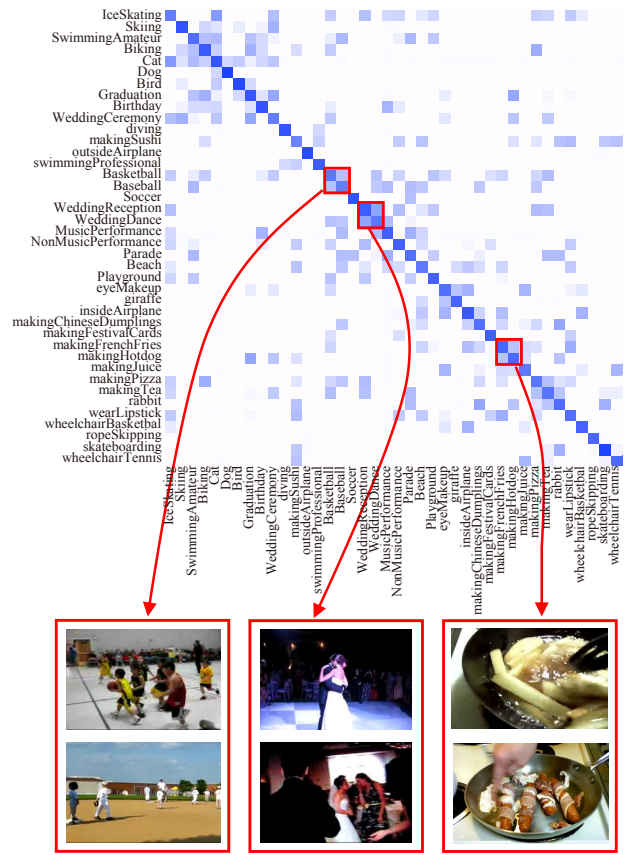 IceSkating
Skiing
SwimmingAmateur
Biking
Cat
Dog
Bird
Graduation
Birthday
WeddingCeremony
diving
makingSushi
outsideAirplane
swimmingProfessional
Basketball
Baseball
Soccer
WeddingReception
WeddingDance
MusicPerformance
NonMusicPerformance
Parade
Beach
Playground
eyeMakeup
giraffe
insideAirplane
makingChineseDumplings
makingFestivalCards
makingFrenchFries
makingHotdog
makingJuice
makingPizza
makingTea
rabbit
wearLipstick
wheelchairBasketbal
ropeSkipping
skateboarding
wheelchairTennis
IceSkating
Skiing
SwimmingAmateur
Biking
Cat
Dog
Bird
Graduation
Birthday
WeddingCeremony
diving
makingSushi
outsideAirplane
swimmingProfessional
Basketball
Baseball
Soccer
WeddingReception
WeddingDance
MusicPerformance
NonMusicPerformance
Parade
Beach
Playground
eyeMakeup
giraffe
insideAirplane
makingChineseDumplings
makingFestivalCards
makingFrenchFries
makingHotdog
makingJuice
makingPizza
makingTea
rabbit
wearLipstick
wheelchairBasketbal
ropeSkipping
skateboarding
wheelchairTennis